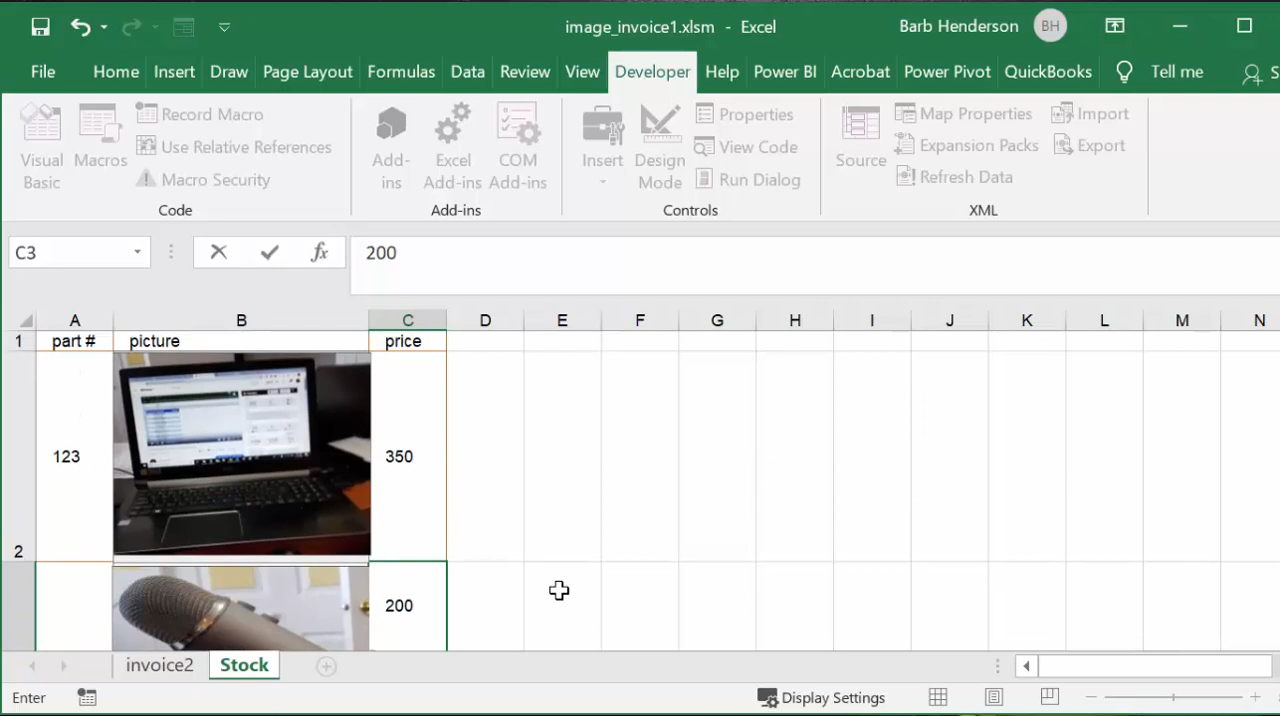 image_invoice1.xlsm - Excel
Barb Henderson
BH
File Home Insert Draw Page Layout Formulas Data Review View Developer Help Power BI Acrobat Power Pivot QuickBooks Tell me S
Visual Basic
Macros
Record Macro
Use Relative References
Macro Security
Code
Add-ins
Excel Add-ins
COM Add-ins
Add-ins
Insert
Design Mode
Properties
View Code
Run Dialog
Controls
Source
Map Properties
Expansion Packs
Refresh Data
Import
Export
XML
C3 fx 200
A B C D E F G H I J K L M N
1 part # picture price
123 350
2
200
invoice2 Stock
Enter Display Settings